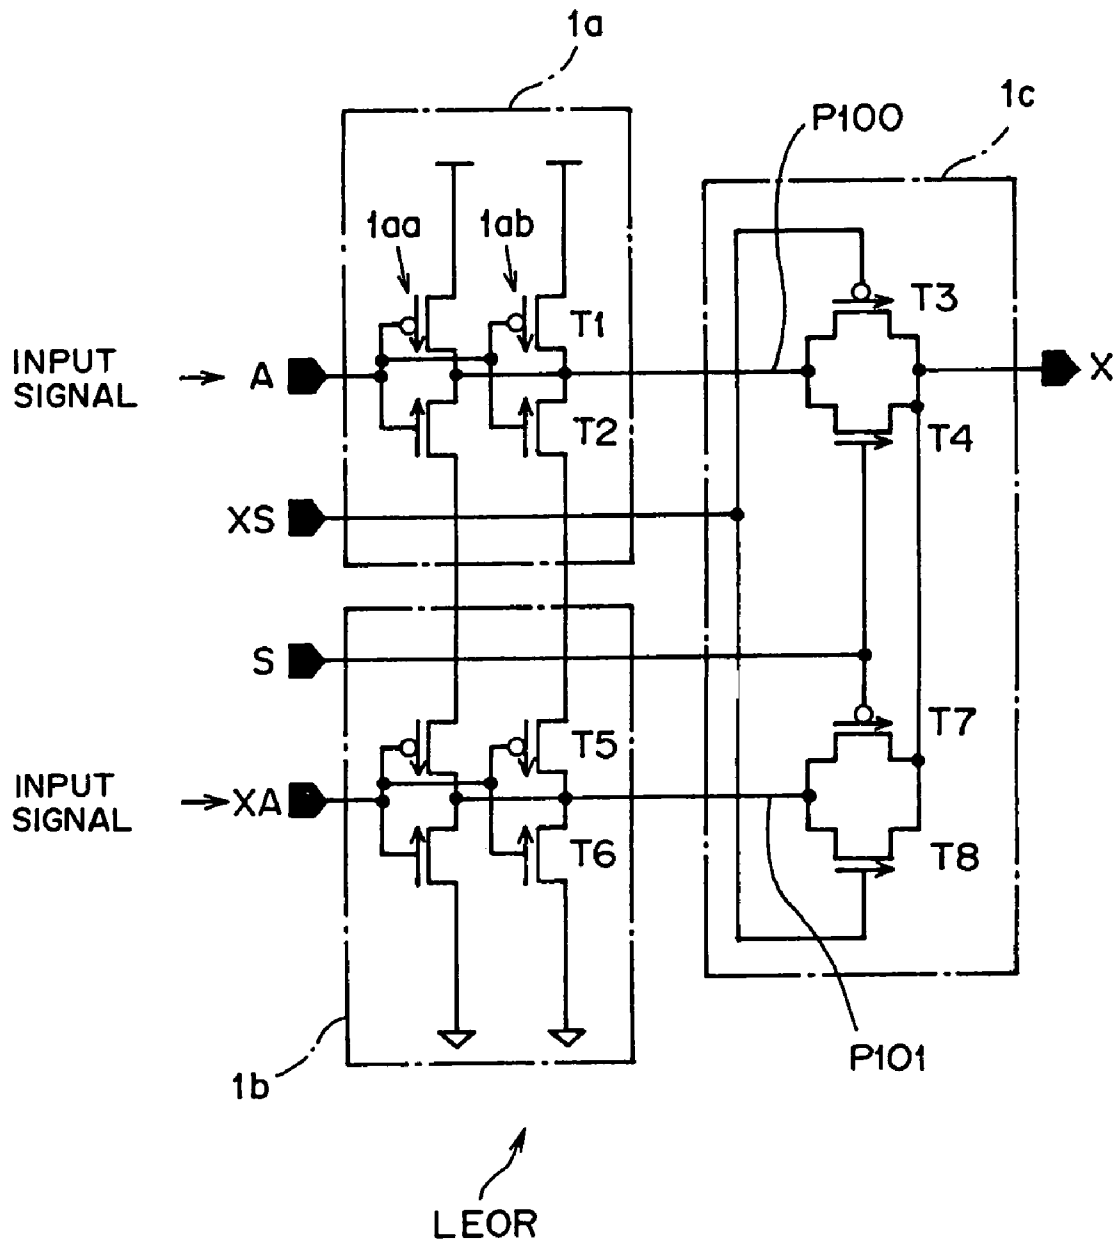 1a
1c
P100
1aa
1ab
T3
T1
INPUT
SIGNAL
A
X
T2
T4
XS
S
T7
T5
INPUT
SIGNAL
XA
T6
T8
P101
1b
LEOR